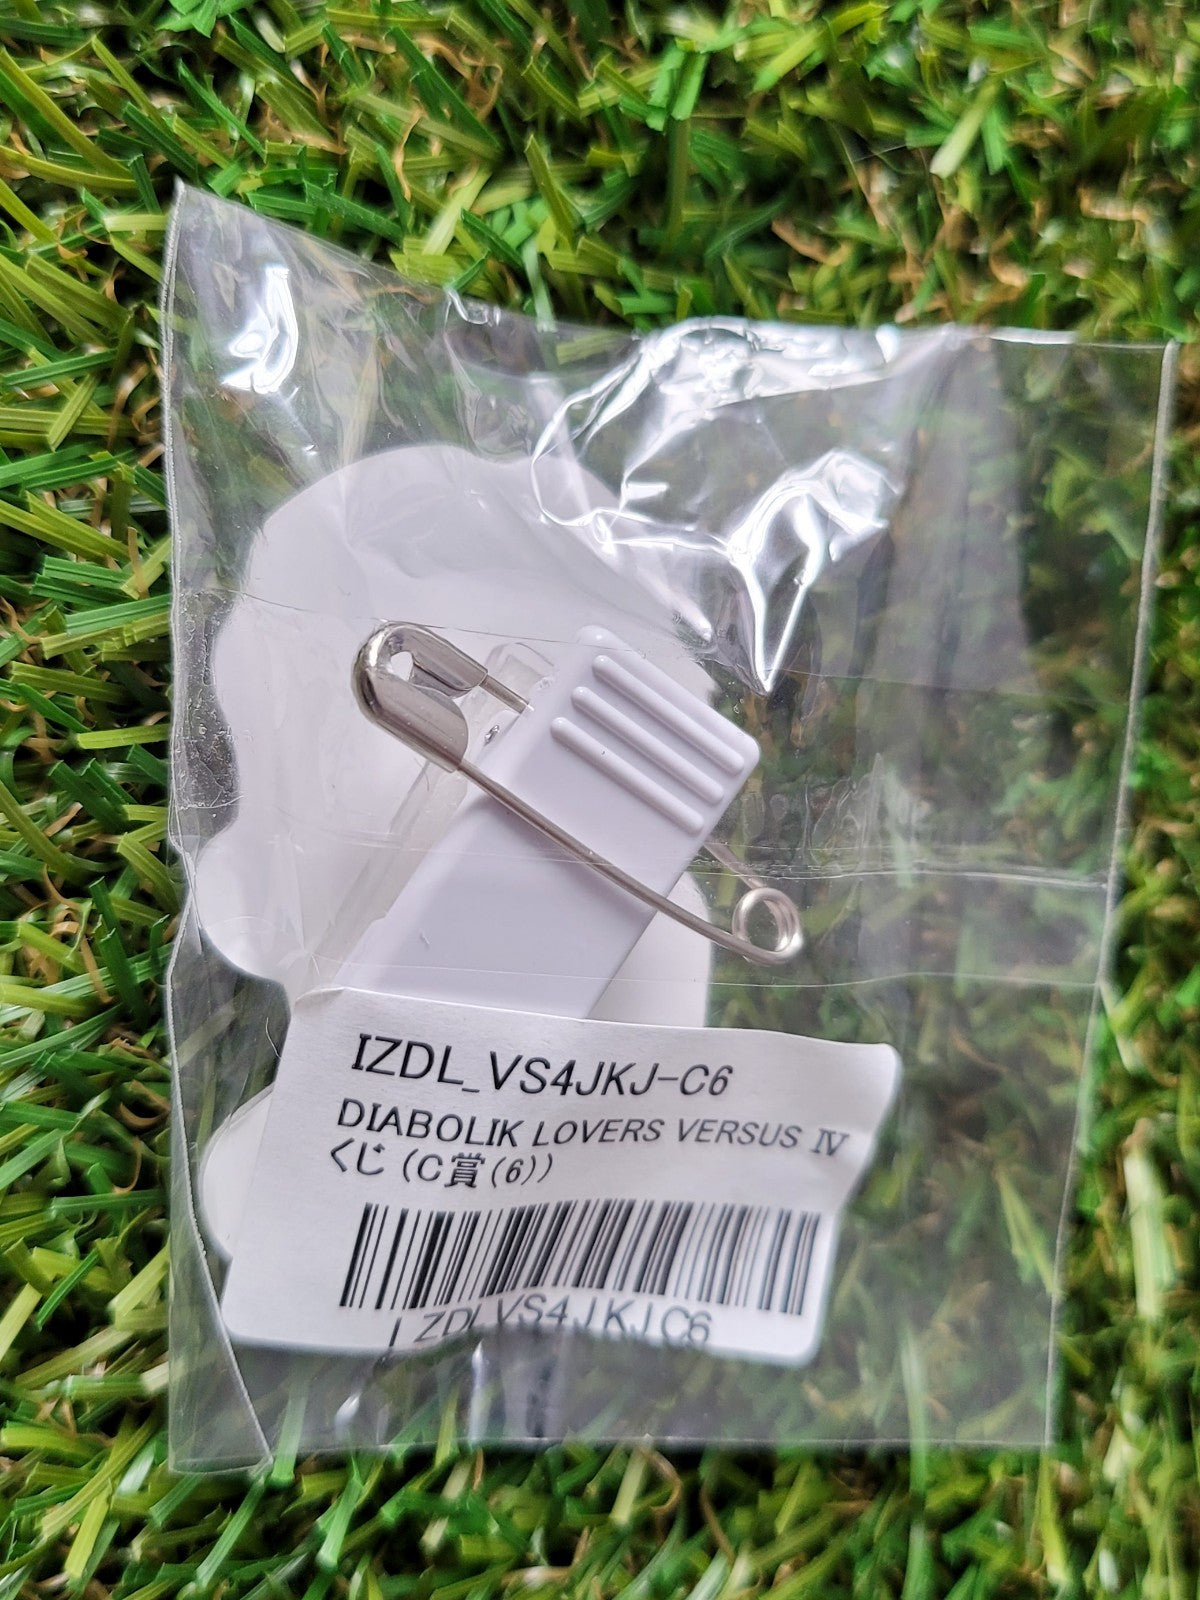 IZDL_VS4JKJ-C6
DIABOLIK LOVERS VERSUS Ⅳ
くじ (C賞(6))
IZDLVS4JKJC6